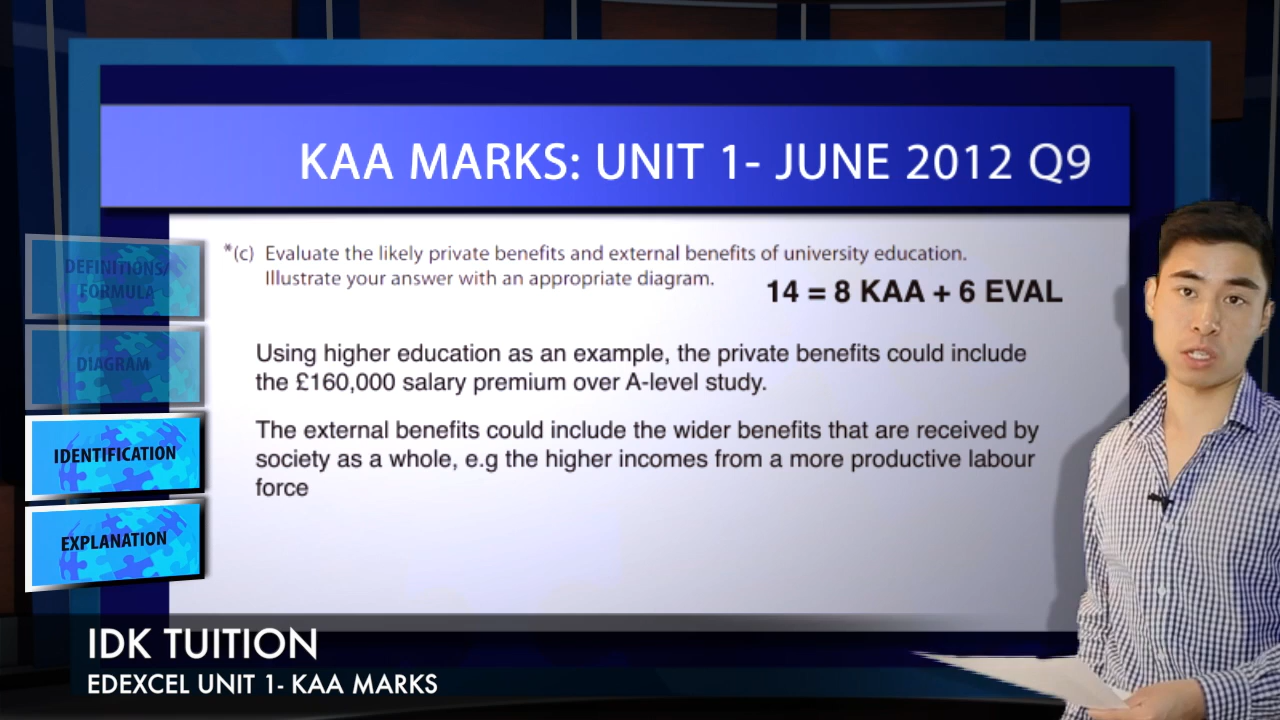 KAA MARKS: UNIT 1- JUNE 2012 Q9
*(c) Evaluate the likely private benefits and external benefits of university education.
Illustrate your answer with an appropriate diagram.
14 = 8 KAA + 6 EVAL
Using higher education as an example, the private benefits could include
the £160,000 salary premium over A-level study.
The external benefits could include the wider benefits that are received by
society as a whole, e.g the higher incomes from a more productive labour
force
DEFINITIONS/
FORMULA
DIAGRAM
IDENTIFICATION
EXPLANATION
IDK TUITION
EDEXCEL UNIT 1- KAA MARKS